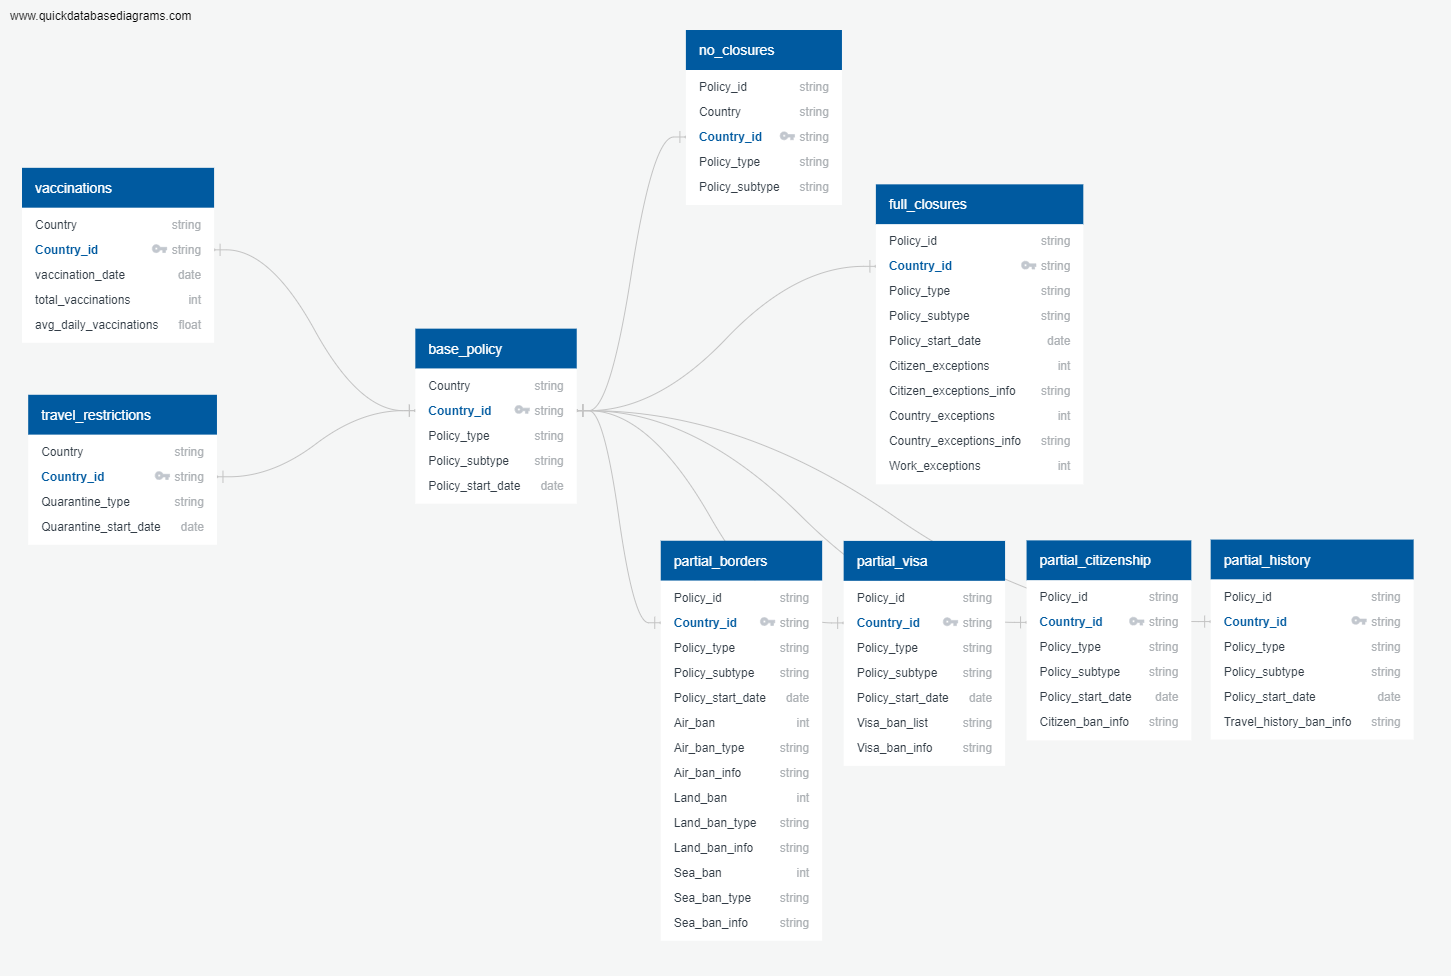 www.quickdatabasediagrams.com
no_closures
Policy_id string
Country string
Country_id string
Policy_type string
Policy_subtype string
vaccinations
Country string
Country_id string
vaccination_date date
total_vaccinations int
avg_daily_vaccinations float
full_closures
Policy_id string
Country_id string
Policy_type string
Policy_subtype string
Policy_start_date date
Citizen_exceptions int
Citizen_exceptions_info string
Country_exceptions int
Country_exceptions_info string
Work_exceptions int
base_policy
Country string
Country_id string
Policy_type string
Policy_subtype string
Policy_start_date date
travel_restrictions
Country string
Country_id string
Quarantine_type string
Quarantine_start_date date
partial_borders
Policy_id string
Country_id string
Policy_type string
Policy_subtype string
Policy_start_date date
Air_ban int
Air_ban_type string
Air_ban_info string
Land_ban int
Land_ban_type string
Land_ban_info string
Sea_ban int
Sea_ban_type string
Sea_ban_info string
partial_visa
Policy_id string
Country_id string
Policy_type string
Policy_subtype string
Policy_start_date date
Visa_ban_list string
Visa_ban_info string
partial_citizenship
Policy_id string
Country_id string
Policy_type string
Policy_subtype string
Policy_start_date date
Citizen_ban_info string
partial_history
Policy_id string
Country_id string
Policy_type string
Policy_subtype string
Policy_start_date date
Travel_history_ban_info string